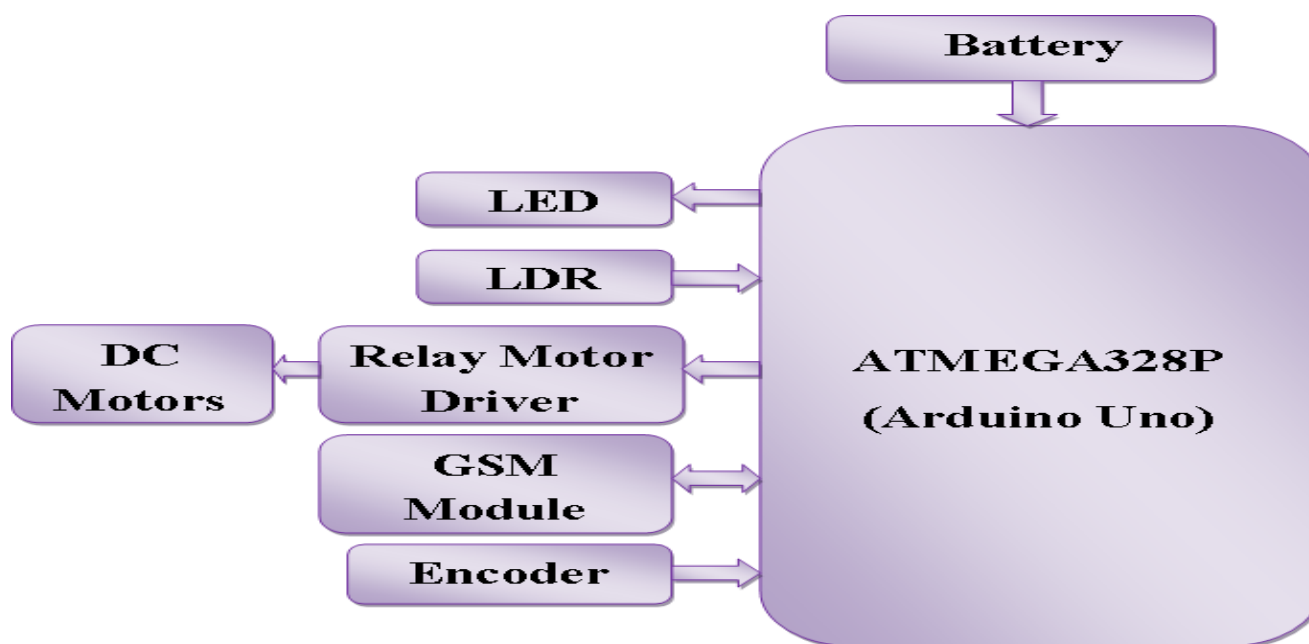 Battery
LED
LDR
DC
Motors
Relay Motor
Driver
GSM
Module
Encoder
ATMEGA328P
(Arduino Uno)